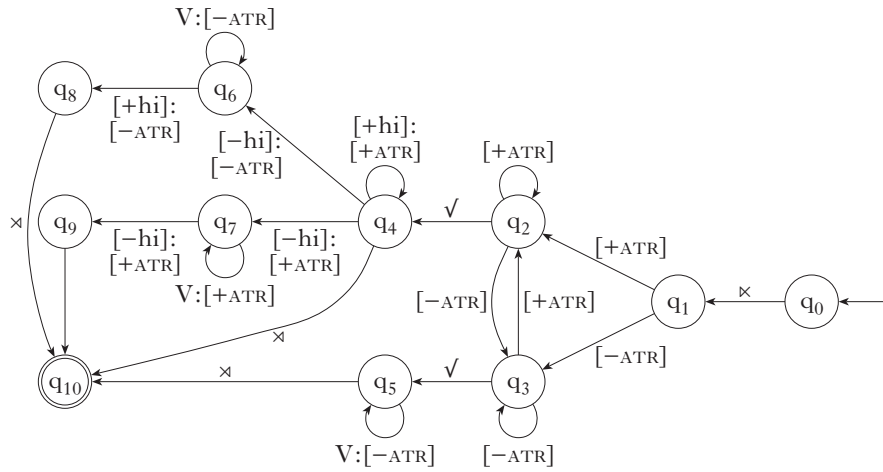 V:[−ATR]
q8
q6
[+hi]:
[−ATR]
[−hi]:
[−ATR]
[+hi]:
[+ATR]
[+ATR]
⋊
q9
q7
q4
√
q2
[−hi]:
[+ATR]
[−hi]:
[+ATR]
V:[+ATR]
[+ATR]
[−ATR]
[+ATR]
q1
⋉
q0
⋊
[−ATR]
q10
⋊
q5
√
q3
V:[−ATR]
[−ATR]